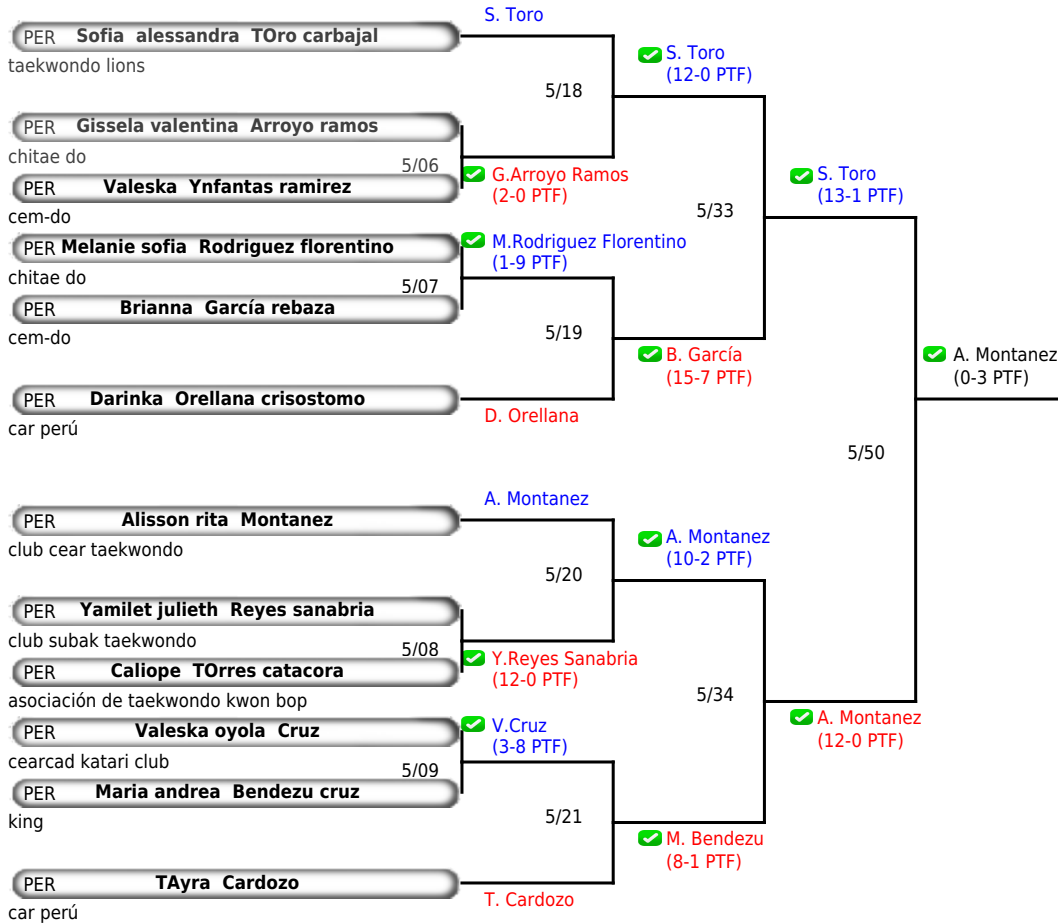 S. Toro
PER Sofia alessandra TOro carbajal
taekwondo lions
S. Toro
(12-0 PTF)
5/18
PER Gissela valentina Arroyo ramos
chitae do
5/06
G.Arroyo Ramos
(2-0 PTF)
PER Valeska Ynfantas ramirez
cem-do
S. Toro
(13-1 PTF)
5/33
PER Melanie sofia Rodriguez florentino
chitae do
M.Rodriguez Florentino
(1-9 PTF)
5/07
PER Brianna García rebaza
cem-do
5/19
B. García
(15-7 PTF)
A. Montanez
(0-3 PTF)
PER Darinka Orellana crisostomo
car perú
D. Orellana
5/50
A. Montanez
PER Alisson rita Montanez
club cear taekwondo
A. Montanez
(10-2 PTF)
5/20
PER Yamilet julieth Reyes sanabria
club subak taekwondo
5/08
Y.Reyes Sanabria
(12-0 PTF)
PER Caliope TOrres catacora
asociación de taekwondo kwon bop
5/34
A. Montanez
(12-0 PTF)
PER Valeska oyola Cruz
cearcad katari club
V.Cruz
(3-8 PTF)
5/09
PER Maria andrea Bendezu cruz
king
5/21
M. Bendezu
(8-1 PTF)
PER TAyra Cardozo
car perú
T. Cardozo